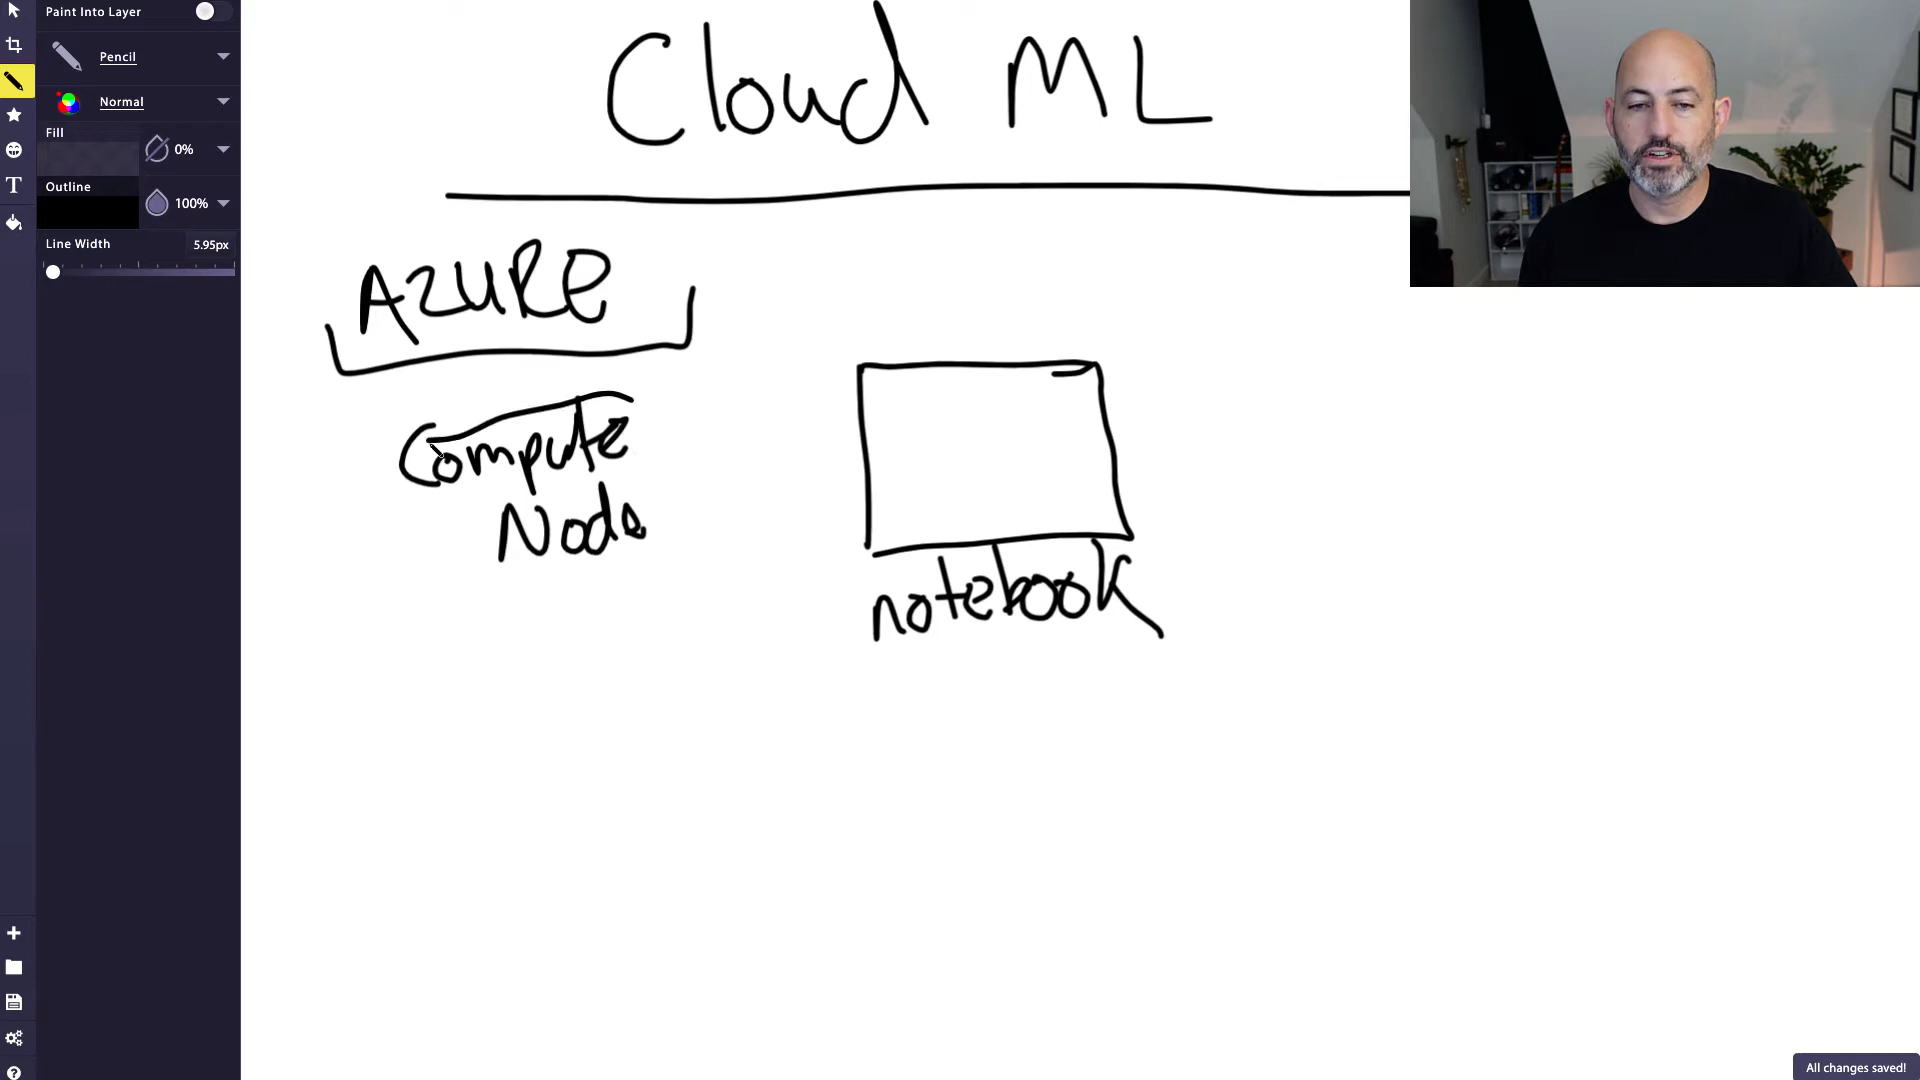 Paint Into Layer
Pencil
Normal
Fill
0%
Outline
100%
Line Width 5.95px
Cloud ML
AZURE
Compute
Node
notebook
All changes saved!